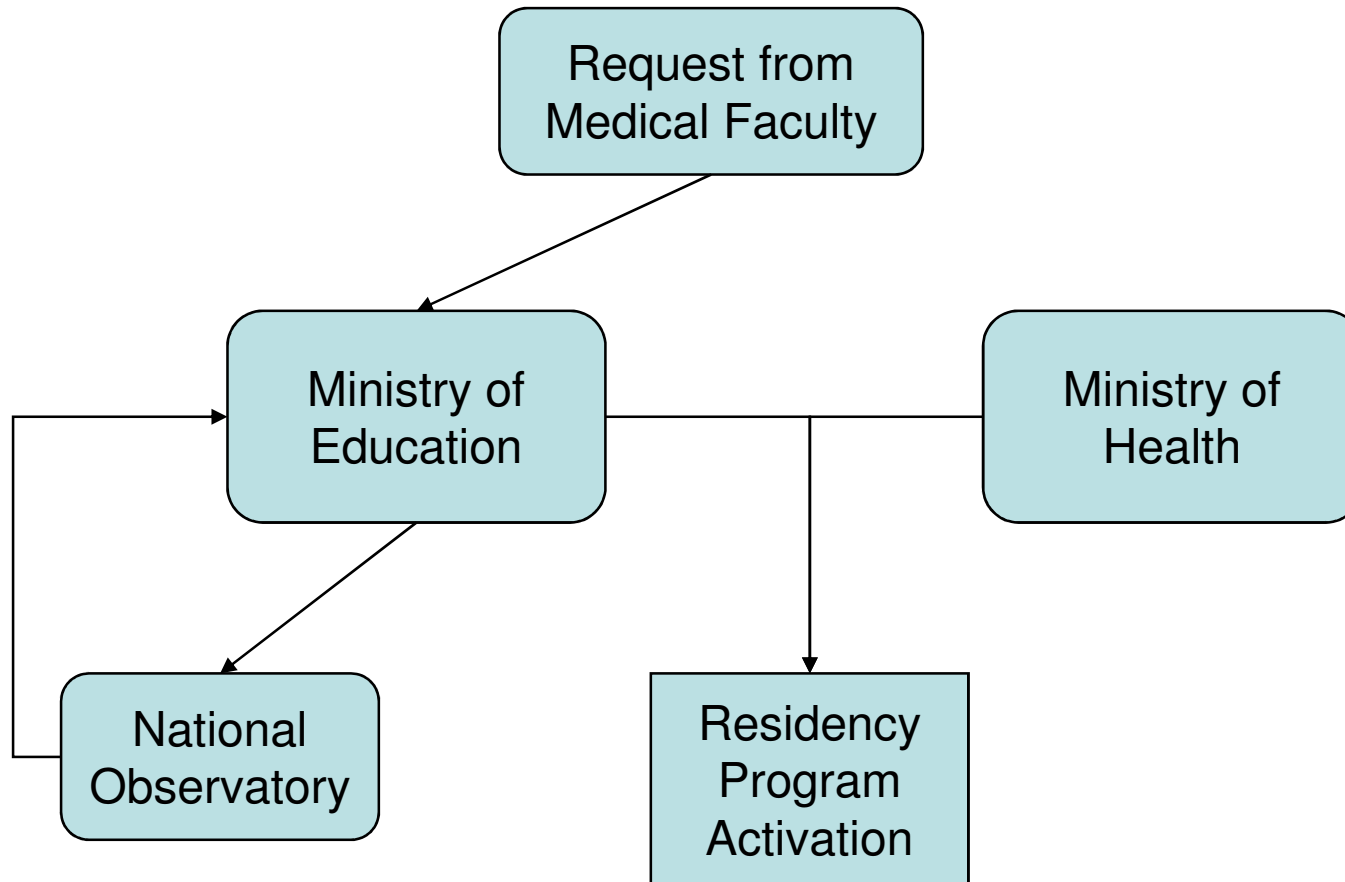 Request from
Medical Faculty
Ministry of
Education
Ministry of
Health
National
Observatory
Residency
Program
Activation